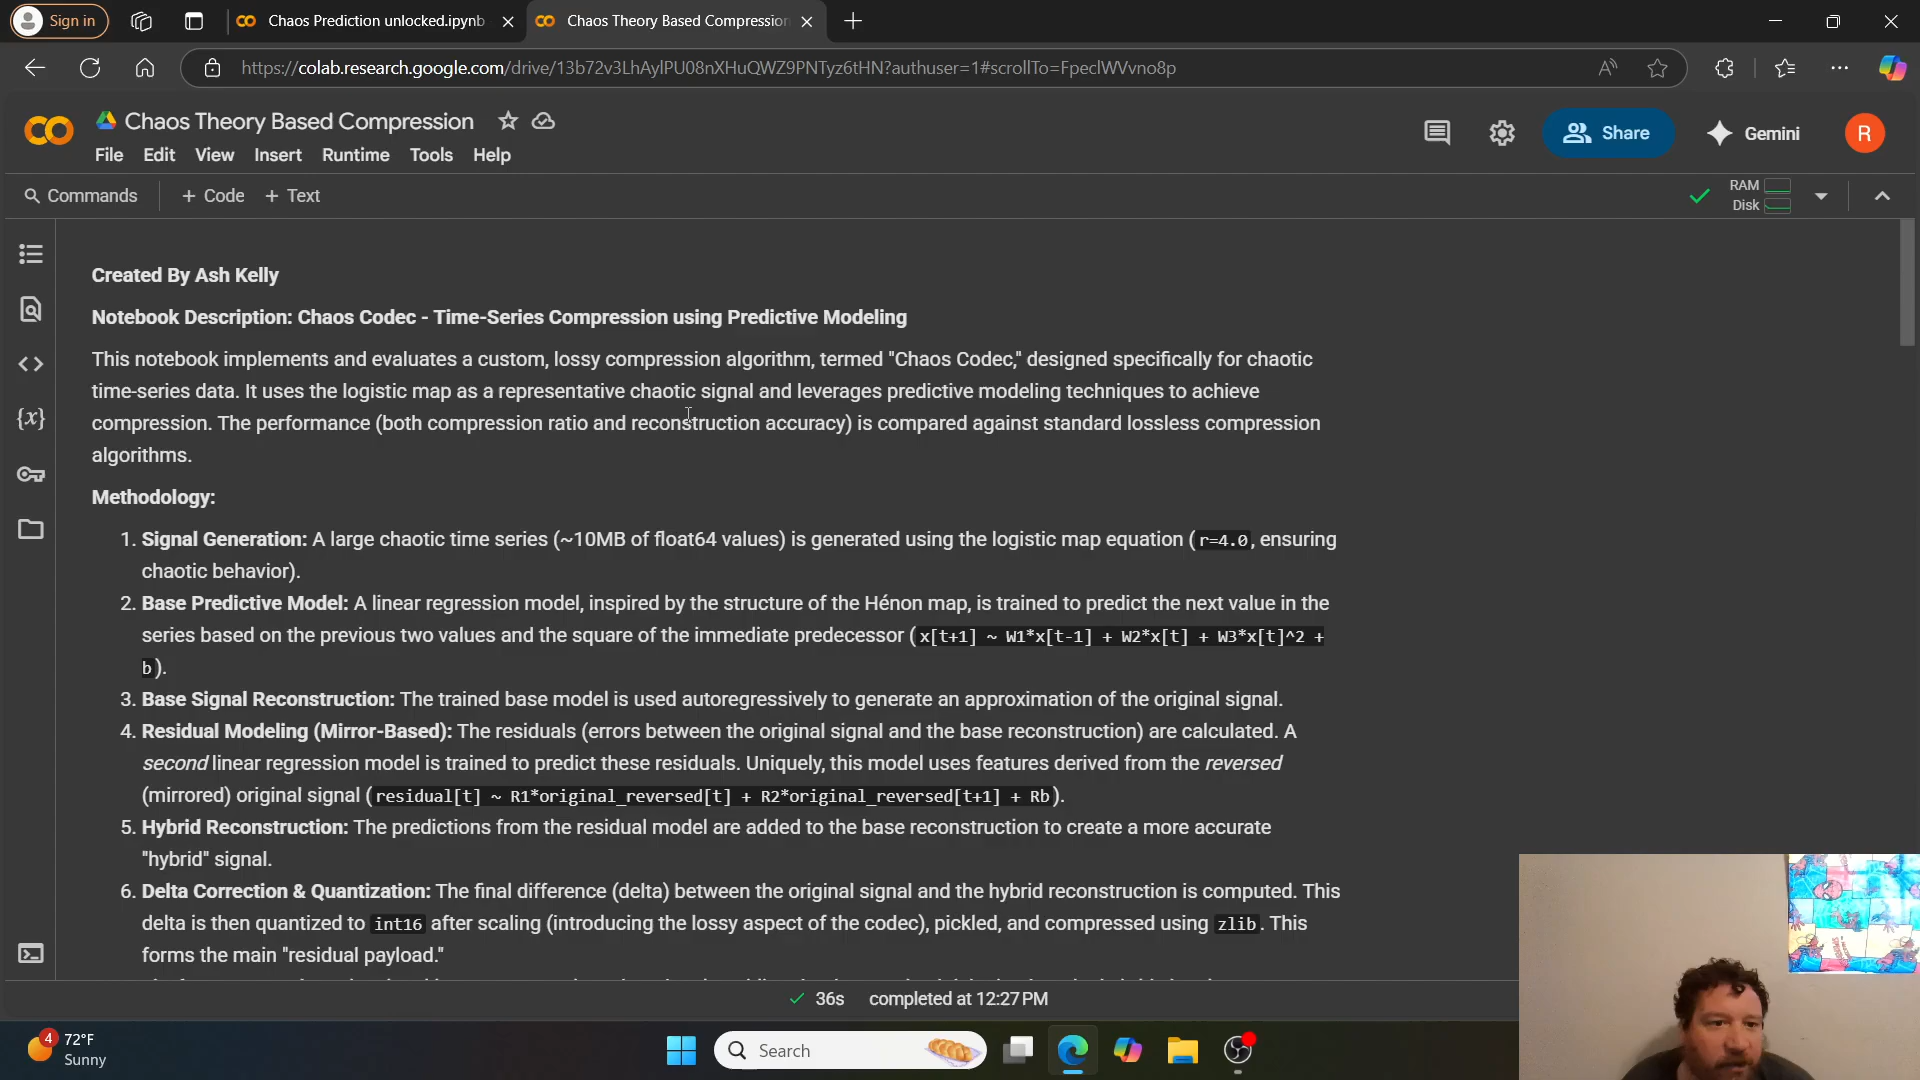 Sign in
Chaos Prediction unlocked.ipynb
Chaos Theory Based Compression
https://colab.research.google.com/drive/13b72v3LhAylPU08nXHuQWZ9PNTyz6tHN?authuser=1#scrollTo=FpeclWVvno8p
Chaos Theory Based Compression
File Edit View Insert Runtime Tools Help
Share
Gemini
R
Commands + Code + Text
RAM
Disk
Created By Ash Kelly
Notebook Description: Chaos Codec - Time-Series Compression using Predictive Modeling
This notebook implements and evaluates a custom, lossy compression algorithm, termed "Chaos Codec," designed specifically for chaotic
time-series data. It uses the logistic map as a representative chaotic signal and leverages predictive modeling techniques to achieve
compression. The performance (both compression ratio and reconstruction accuracy) is compared against standard lossless compression
algorithms.
Methodology:
1. Signal Generation: A large chaotic time series (~10MB of float64 values) is generated using the logistic map equation (r=4.0, ensuring
chaotic behavior).
2. Base Predictive Model: A linear regression model, inspired by the structure of the Hénon map, is trained to predict the next value in the
series based on the previous two values and the square of the immediate predecessor (x[t+1] ~ W1*x[t-1] + W2*x[t] + W3*x[t]^2 +
b).
3. Base Signal Reconstruction: The trained base model is used autoregressively to generate an approximation of the original signal.
4. Residual Modeling (Mirror-Based): The residuals (errors between the original signal and the base reconstruction) are calculated. A
second linear regression model is trained to predict these residuals. Uniquely, this model uses features derived from the reversed
(mirrored) original signal (residual[t] ~ R1*original_reversed[t] + R2*original_reversed[t+1] + Rb).
5. Hybrid Reconstruction: The predictions from the residual model are added to the base reconstruction to create a more accurate
"hybrid" signal.
6. Delta Correction & Quantization: The final difference (delta) between the original signal and the hybrid reconstruction is computed. This
delta is then quantized to int16 after scaling (introducing the lossy aspect of the codec), pickled, and compressed using zlib. This
forms the main "residual payload."
36s completed at 12:27 PM
4
72°F
Sunny
Search